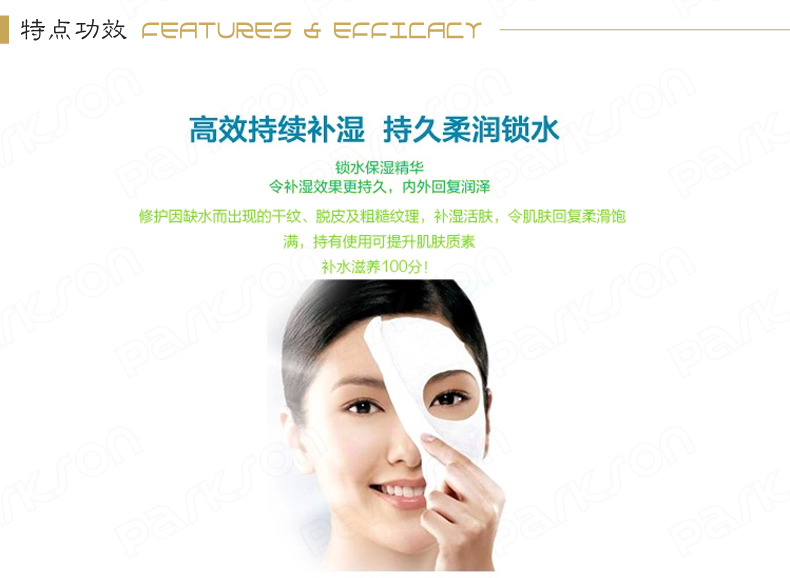 特点功效 FEATURES & EFFICACY
高效持续补湿 持久柔润锁水
锁水保湿精华
令补湿效果更持久，内外回复润泽
修护因缺水而出现的干纹、脱皮及粗糙纹理，补湿活肤，令肌肤回复柔滑饱
满，持有使用可提升肌肤质素
补水滋养100分！
parkson